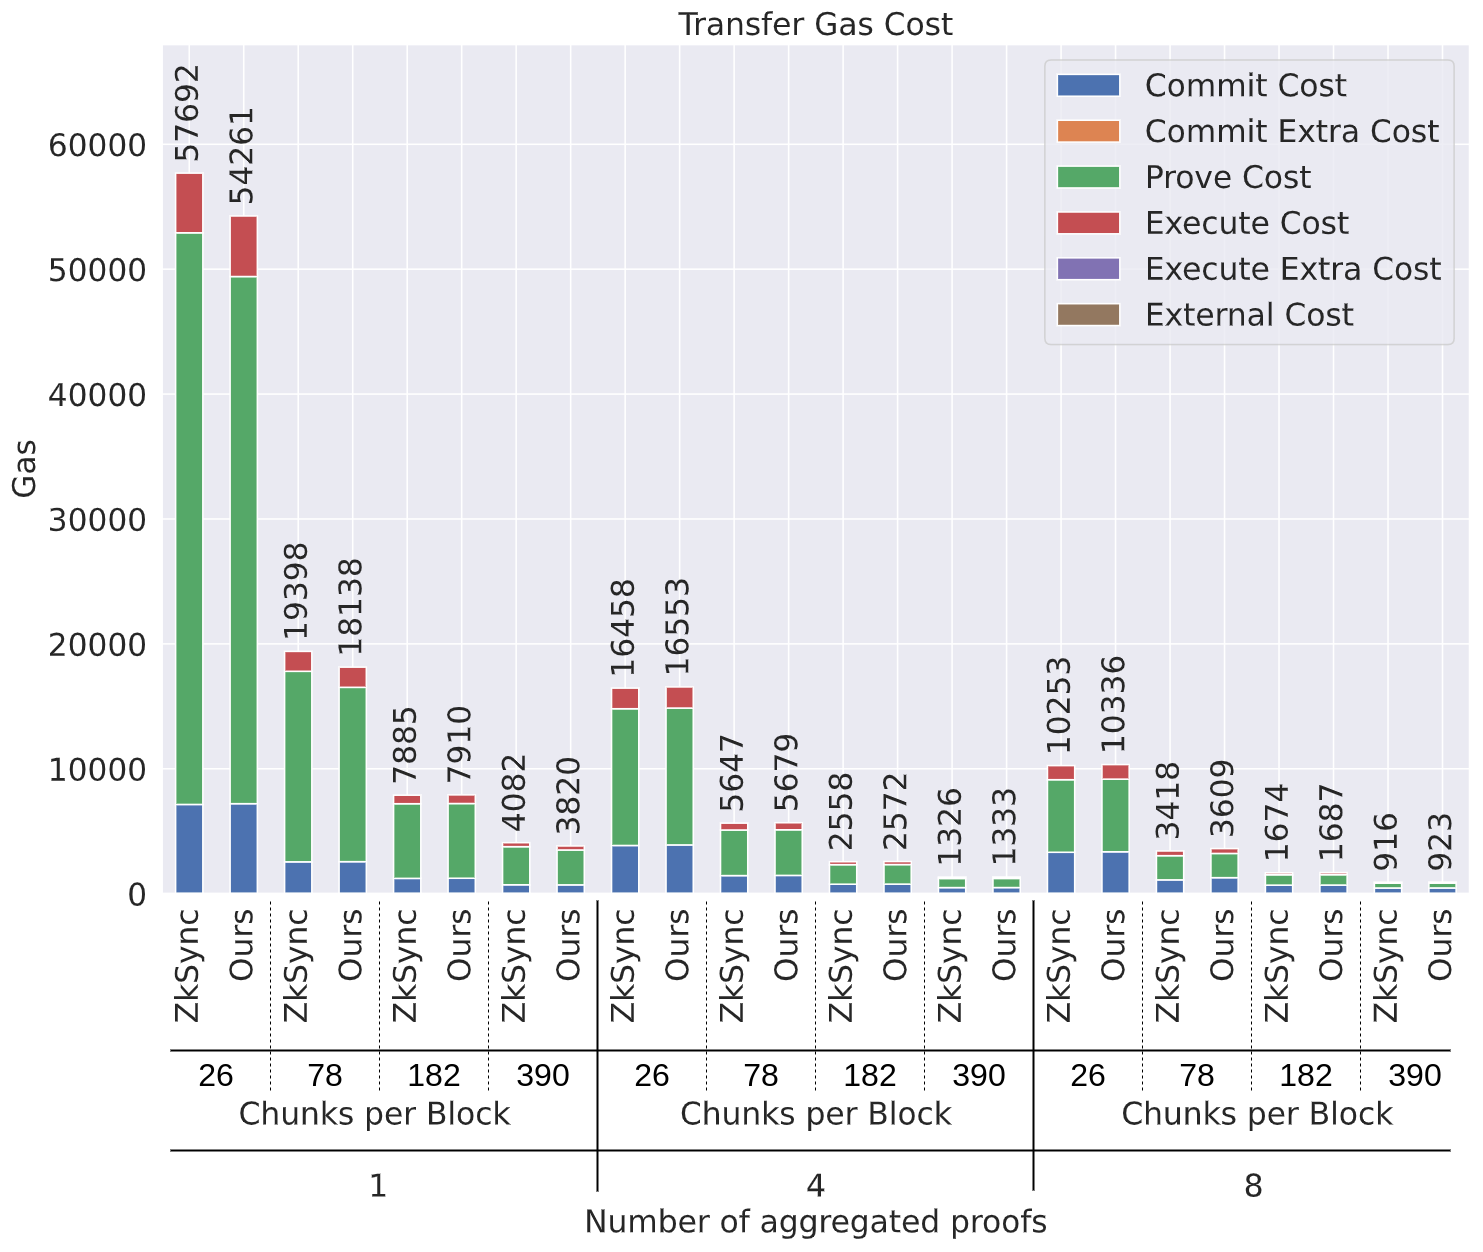 Transfer Gas Cost
Commit Cost
Commit Extra Cost
Prove Cost
Execute Cost
Execute Extra Cost
External Cost
Gas
60000
50000
40000
30000
20000
10000
0
57692
54261
19398
18138
7885
7910
4082
3820
16458
16553
5647
5679
2558
2572
1326
1333
10253
10336
3418
3609
1674
1687
916
923
ZkSync
Ours
ZkSync
Ours
ZkSync
Ours
ZkSync
Ours
ZkSync
Ours
ZkSync
Ours
ZkSync
Ours
ZkSync
Ours
ZkSync
Ours
ZkSync
Ours
ZkSync
Ours
ZkSync
Ours
26 78 182 390 26 78 182 390 26 78 182 390
Chunks per Block Chunks per Block Chunks per Block
1 4 8
Number of aggregated proofs